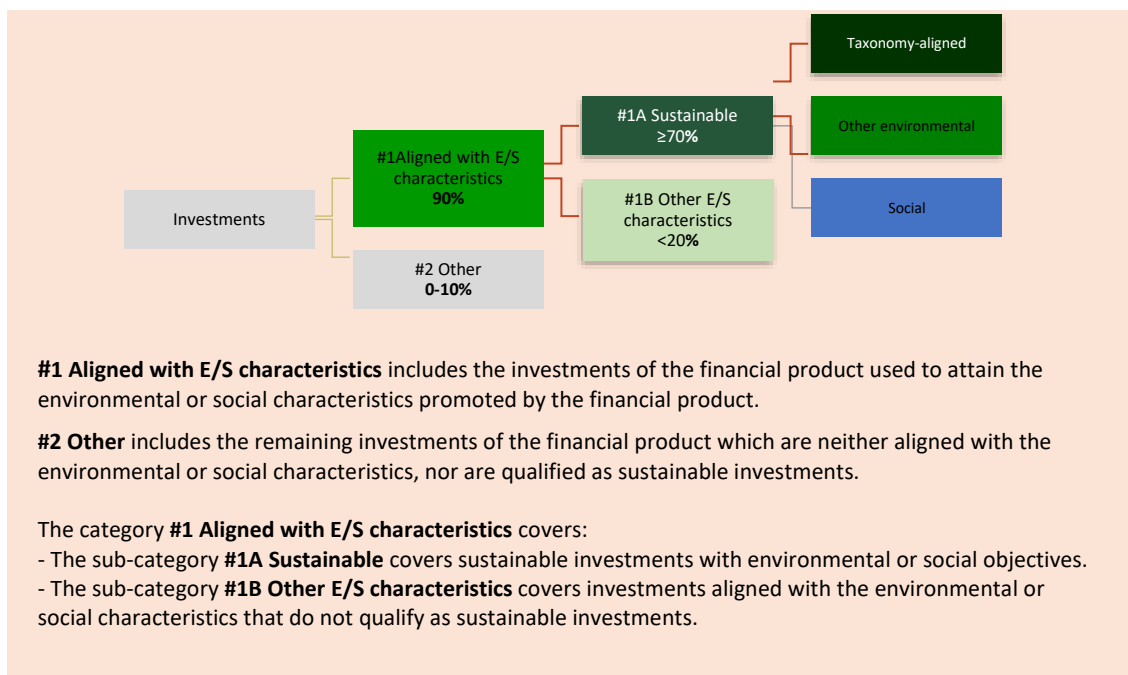 Taxonomy-aligned
#1A Sustainable
≥70%
Other environmental
#1Aligned with E/S
characteristics
90%
#1B Other E/S
characteristics
<20%
Social
Investments
#2 Other
0-10%
#1 Aligned with E/S characteristics includes the investments of the financial product used to attain the
environmental or social characteristics promoted by the financial product.
#2 Other includes the remaining investments of the financial product which are neither aligned with the
environmental or social characteristics, nor are qualified as sustainable investments.
The category #1 Aligned with E/S characteristics covers:
- The sub-category #1A Sustainable covers sustainable investments with environmental or social objectives.
- The sub-category #1B Other E/S characteristics covers investments aligned with the environmental or
social characteristics that do not qualify as sustainable investments.